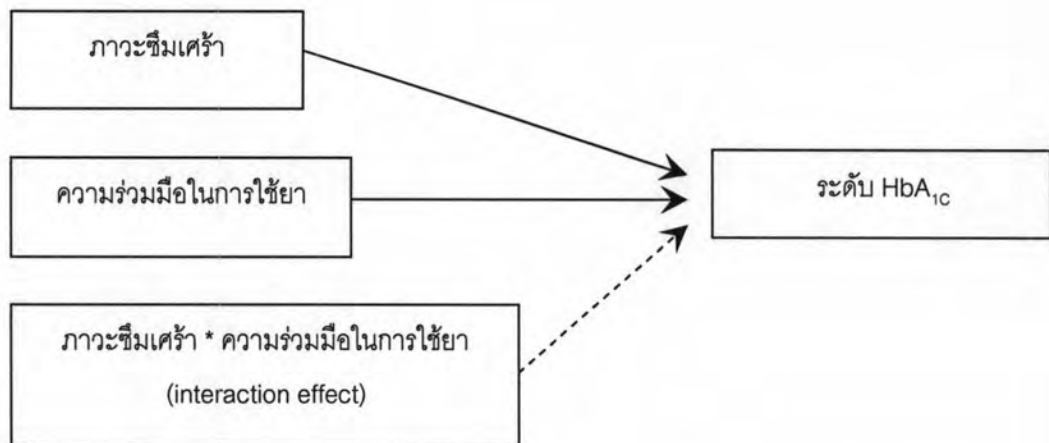 ภาวะซึมเศร้า
ความร่วมมือในการใช้ยา
ระดับ HbA1C
ภาวะซึมเศร้า * ความร่วมมือในการใช้ยา
(interaction effect)